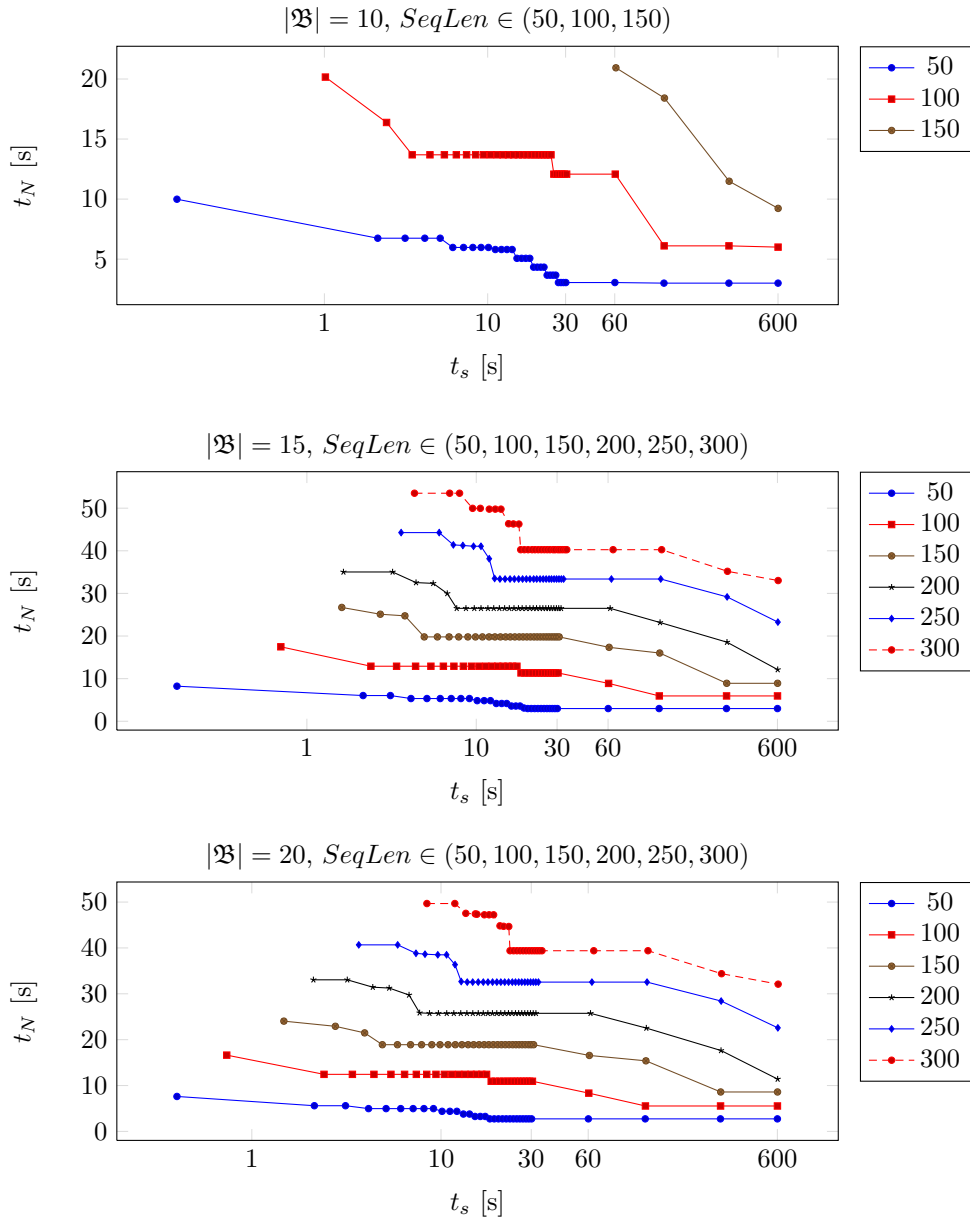 |𝔅| = 10, SeqLen ∈ (50, 100, 150)
20
15
10
5
t_N [s]
1 10 30 60 600
t_s [s]
50
100
150
|𝔅| = 15, SeqLen ∈ (50, 100, 150, 200, 250, 300)
50
40
30
20
10
0
t_N [s]
1 10 30 60 600
t_s [s]
50
100
150
200
250
300
|𝔅| = 20, SeqLen ∈ (50, 100, 150, 200, 250, 300)
50
40
30
20
10
0
t_N [s]
1 10 30 60 600
t_s [s]
50
100
150
200
250
300